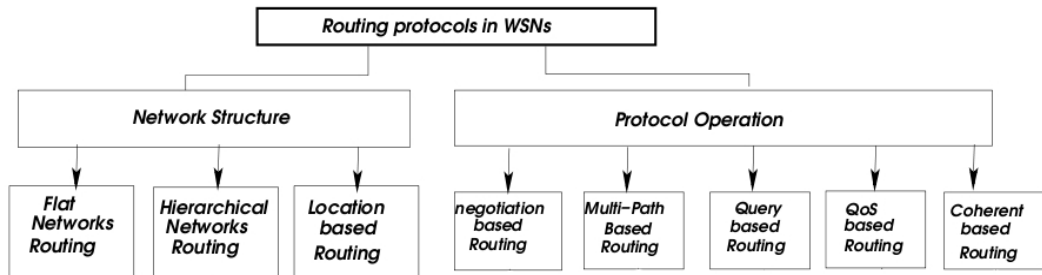 Routing protocols in WSNs
Network Structure
Protocol Operation
Flat
Networks
Routing
Hierarchical
Networks
Routing
Location
based
Routing
negotiation
based
Routing
Multi-Path
Based
Routing
Query
based
Routing
QoS
based
Routing
Coherent
based
Routing